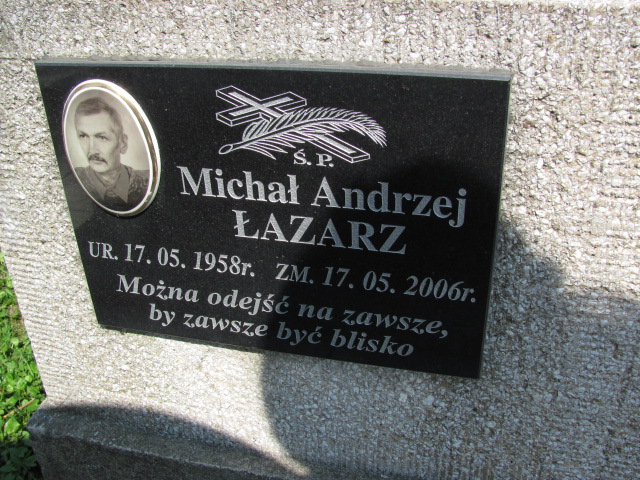 Ś. P.
Michał Andrzej
ŁAZARZ
UR. 17. 05. 1958r. ZM. 17. 05. 2006r.
Można odejść na zawsze,
by zawsze być blisko